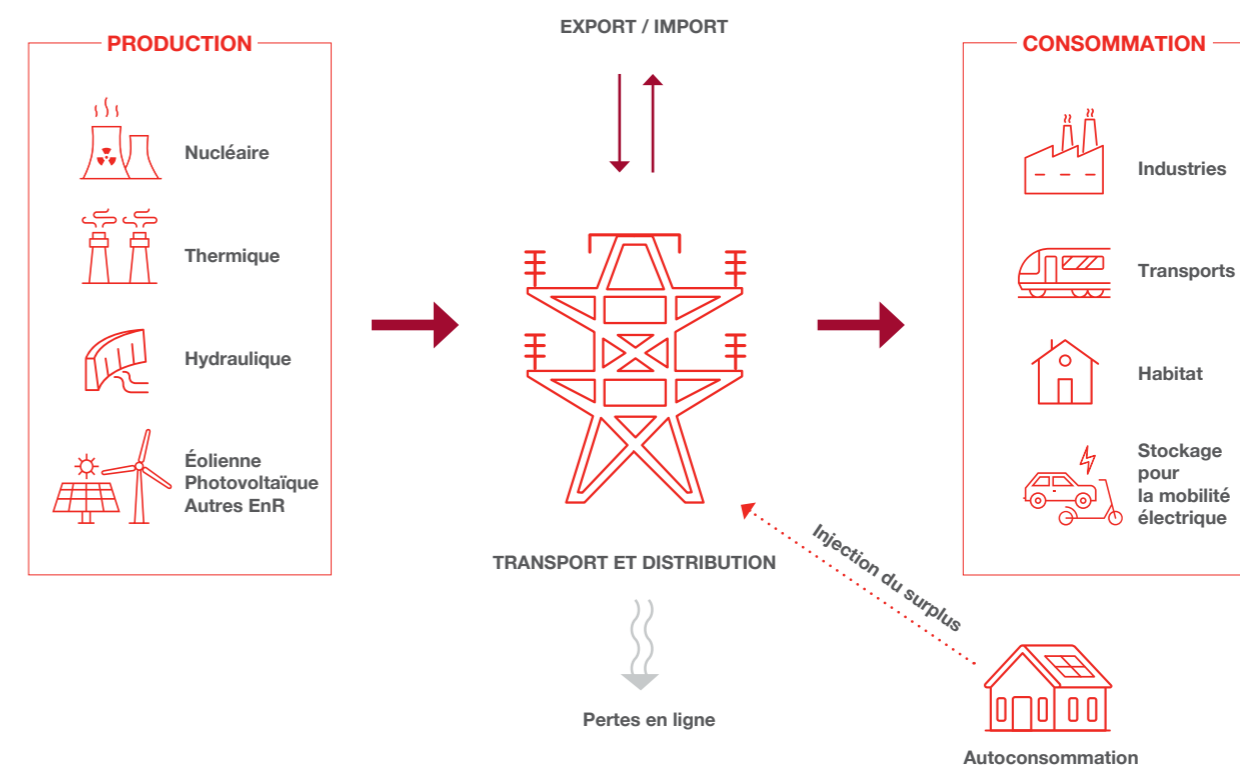 PRODUCTION
Nucléaire
Thermique
Hydraulique
Éolienne
Photovoltaïque
Autres EnR
EXPORT / IMPORT
TRANSPORT ET DISTRIBUTION
Pertes en ligne
Injection du surplus
Autoconsommation
CONSOMMATION
Industries
Transports
Habitat
Stockage
pour
la mobilité
électrique